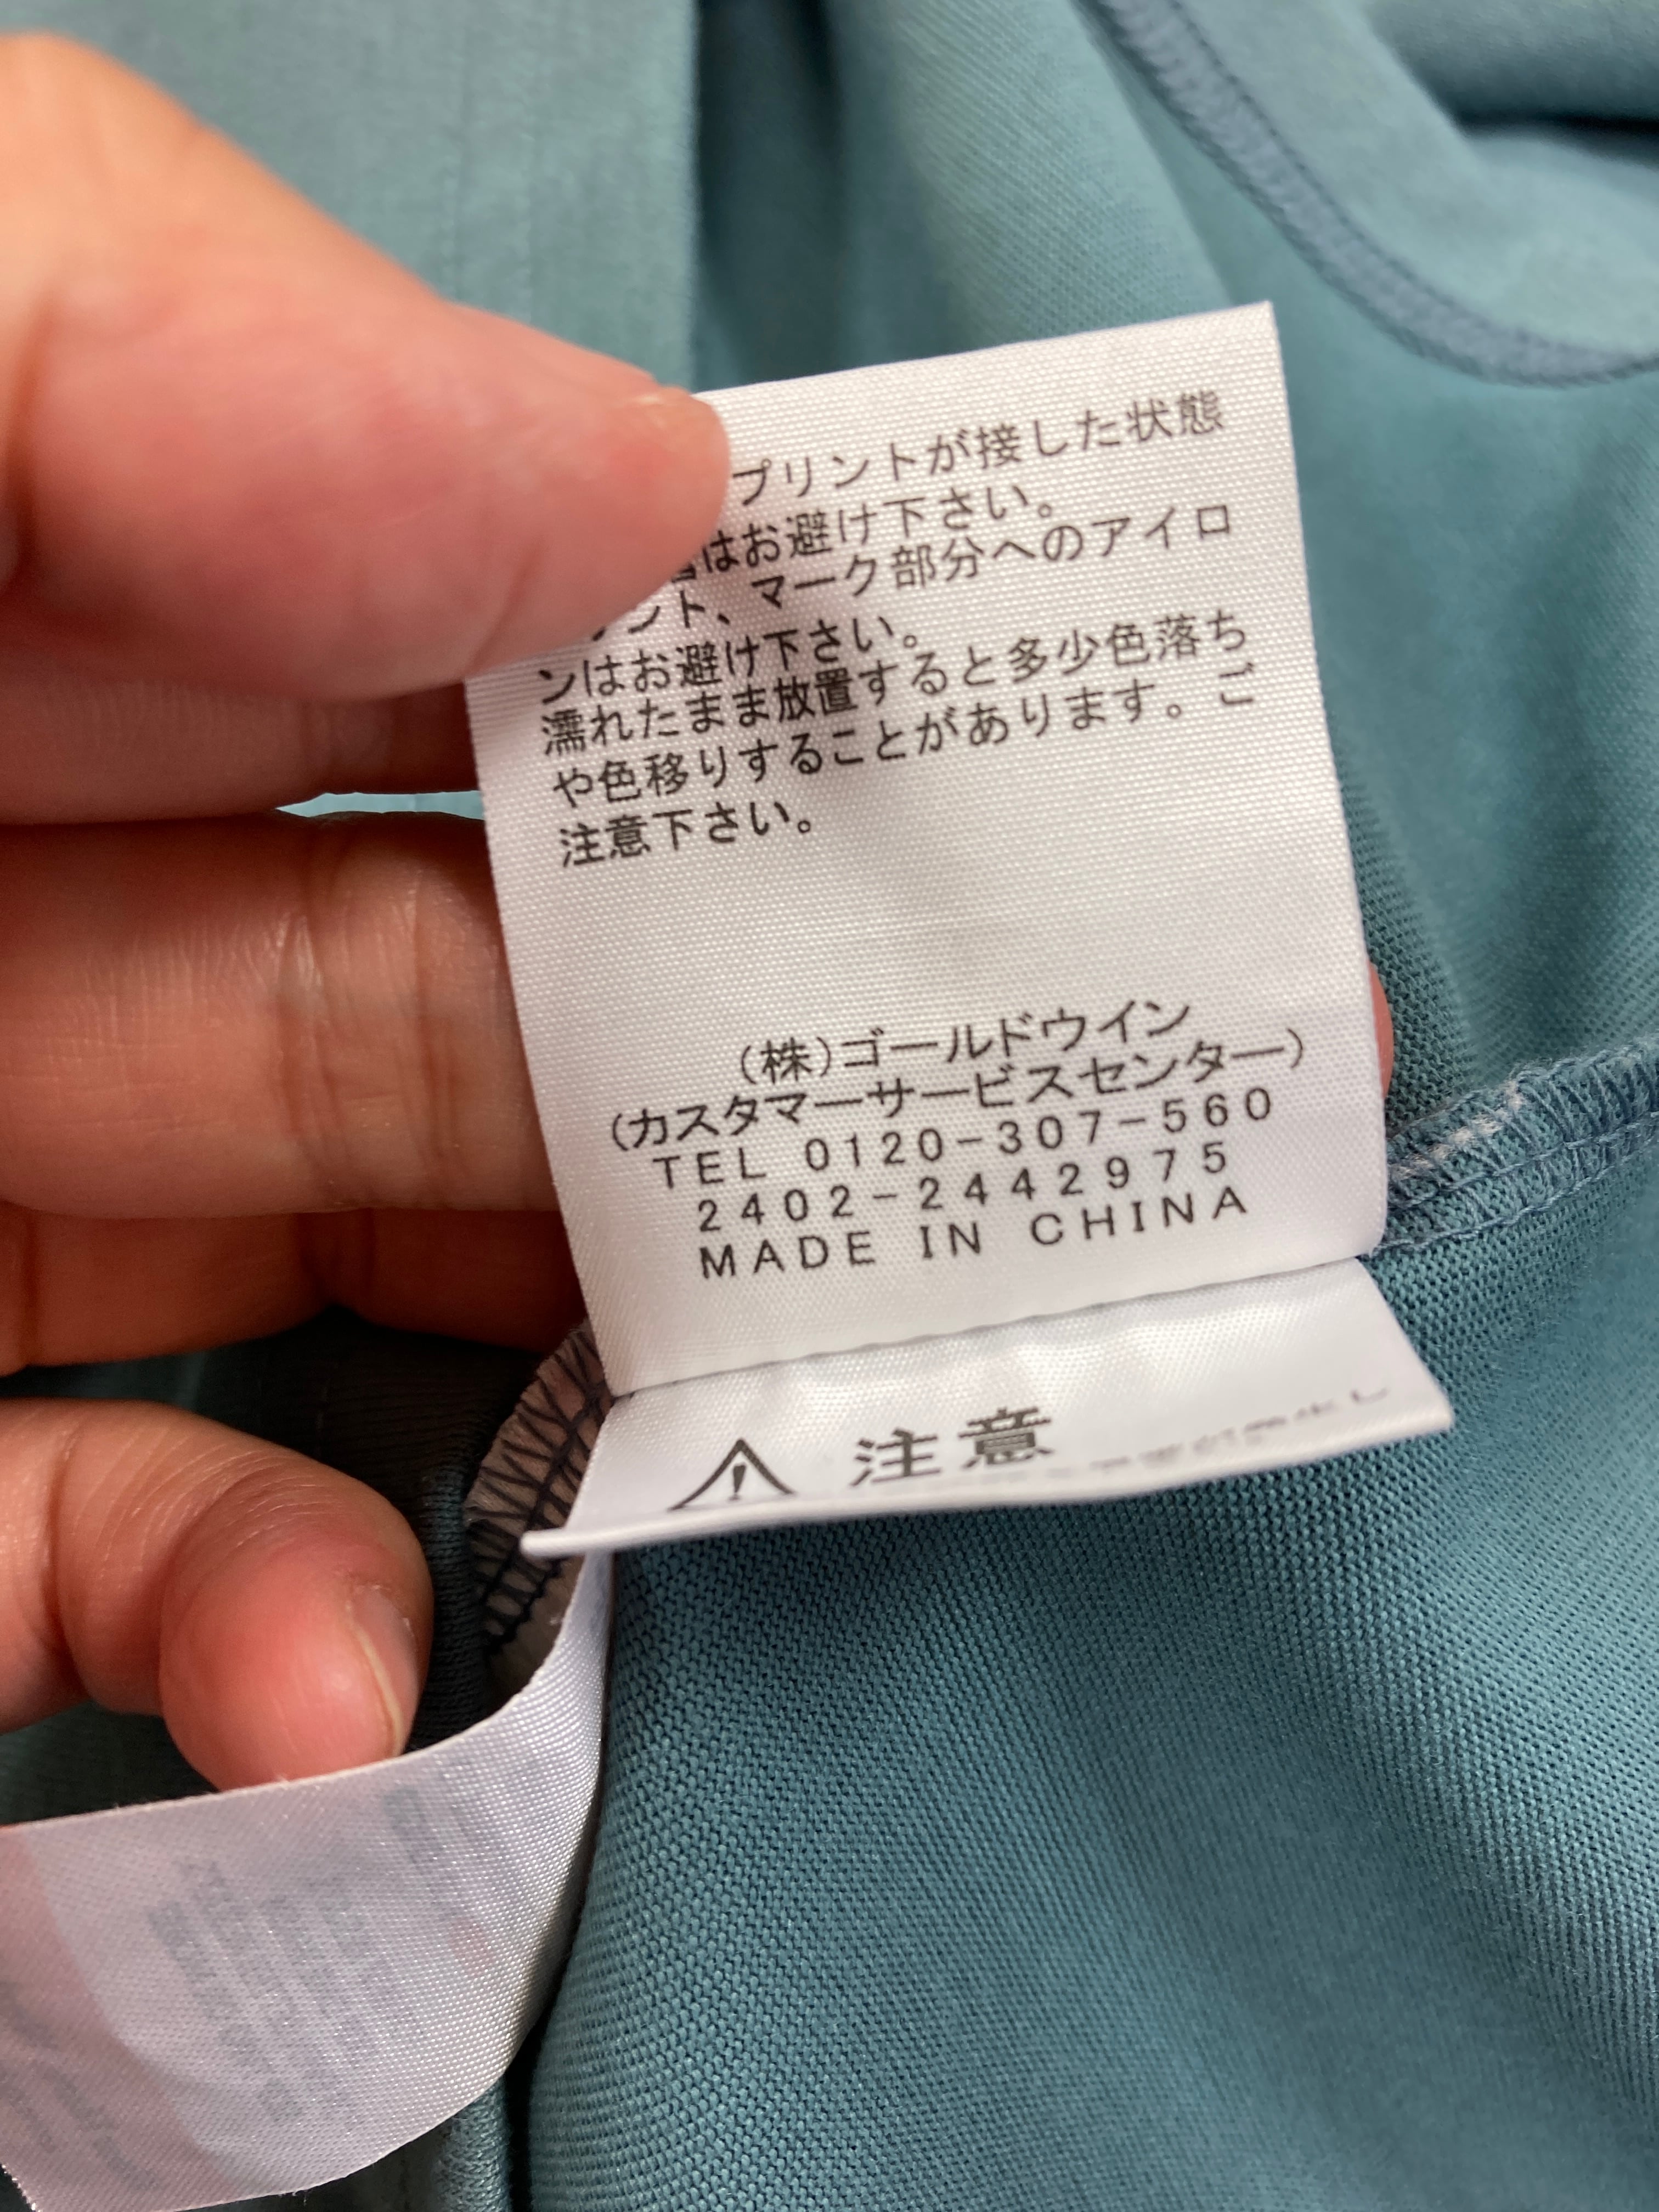 プリントが接した状態
はお避け下さい。
ント、マーク部分へのアイロ
ンはお避け下さい。
濡れたまま放置すると多少色落ち
や色移りすることがあります。ご
注意下さい。
(株)ゴールドウイン
(カスタマーサービスセンター)
TEL 0120-307-560
2402-2442975
MADE IN CHINA
注意